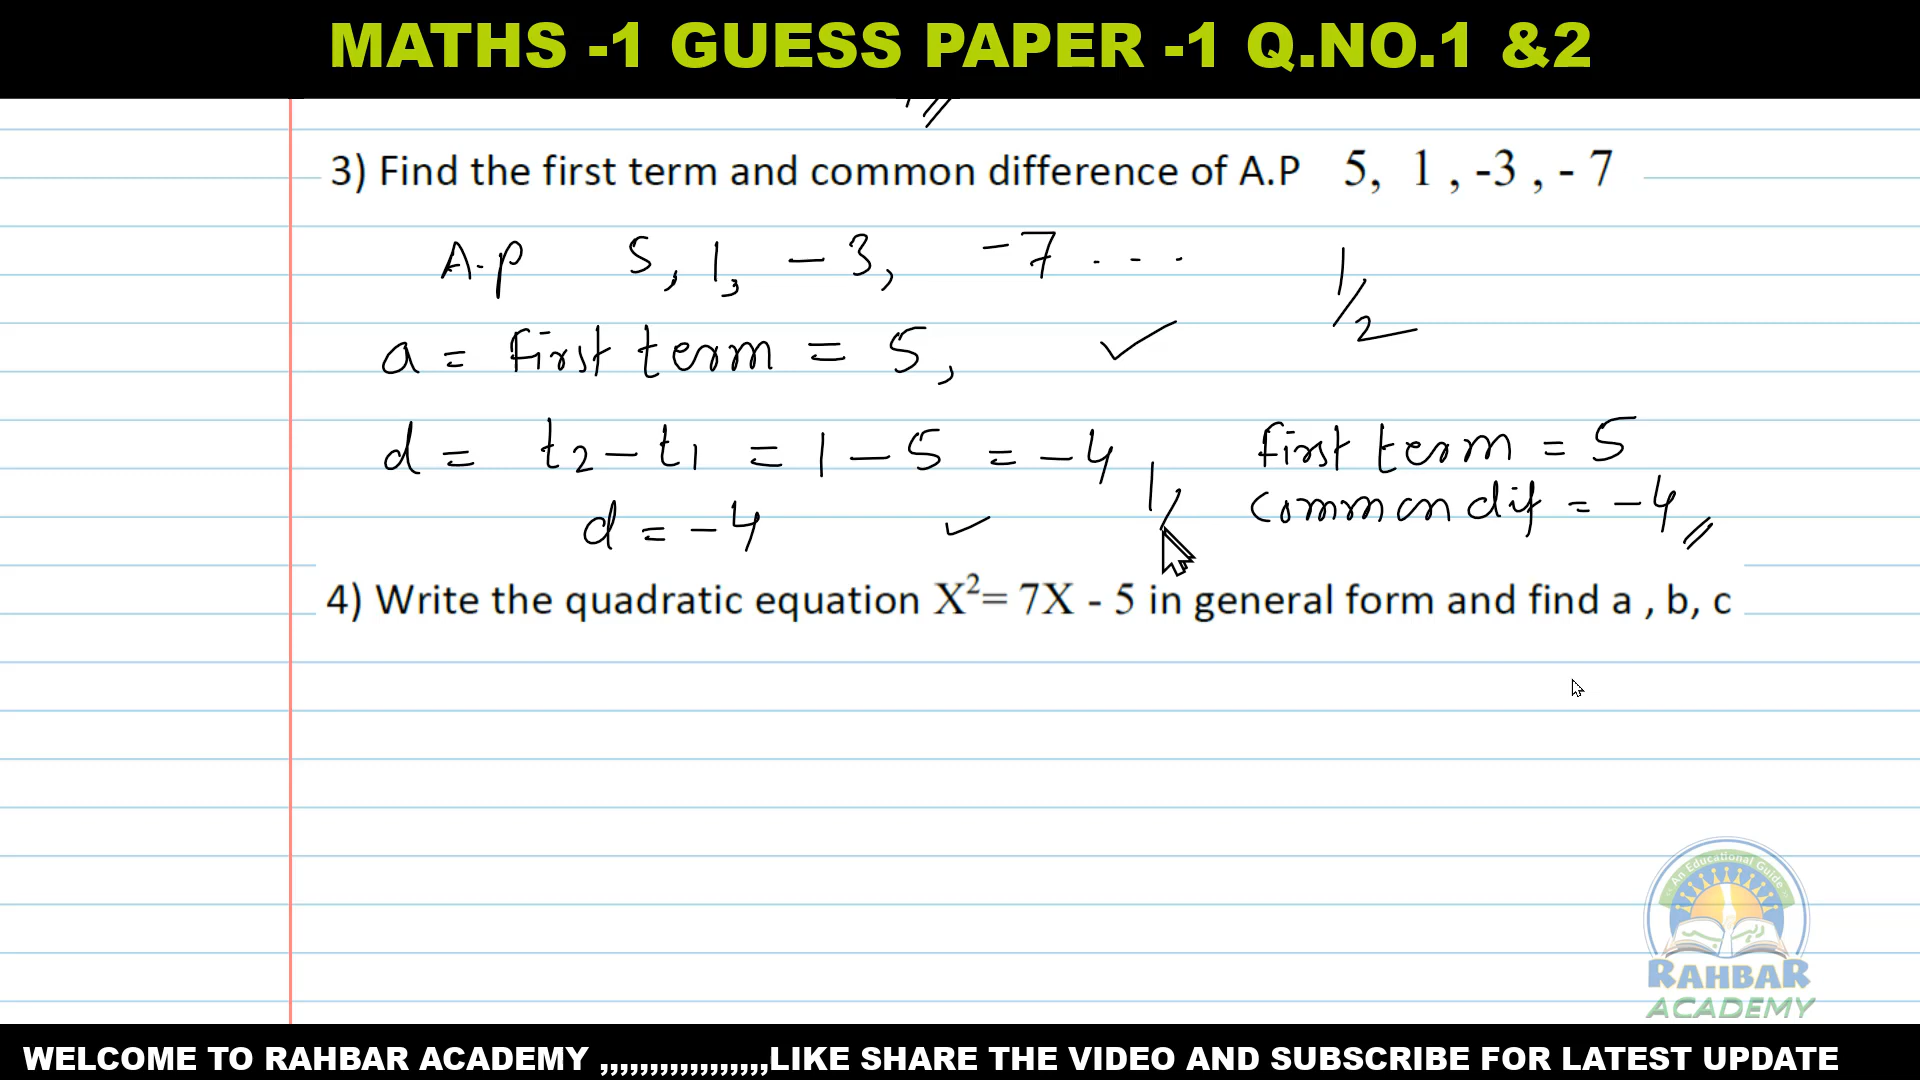 MATHS -1 GUESS PAPER -1 Q.NO.1 &2
3) Find the first term and common difference of A.P 5, 1 , -3 , - 7
A.p 5, 1, -3, -7 ...
1/2
a = first term = 5,
d = t2 - t1 = 1 - 5 = -4
1/
first term = 5
d = -4
common dif = -4
4) Write the quadratic equation X²= 7X - 5 in general form and find a , b, c
An Educational Guide
RAHBAR
ACADEMY
WELCOME TO RAHBAR ACADEMY ,,,,,,,,,,,,,,,,,LIKE SHARE THE VIDEO AND SUBSCRIBE FOR LATEST UPDATE